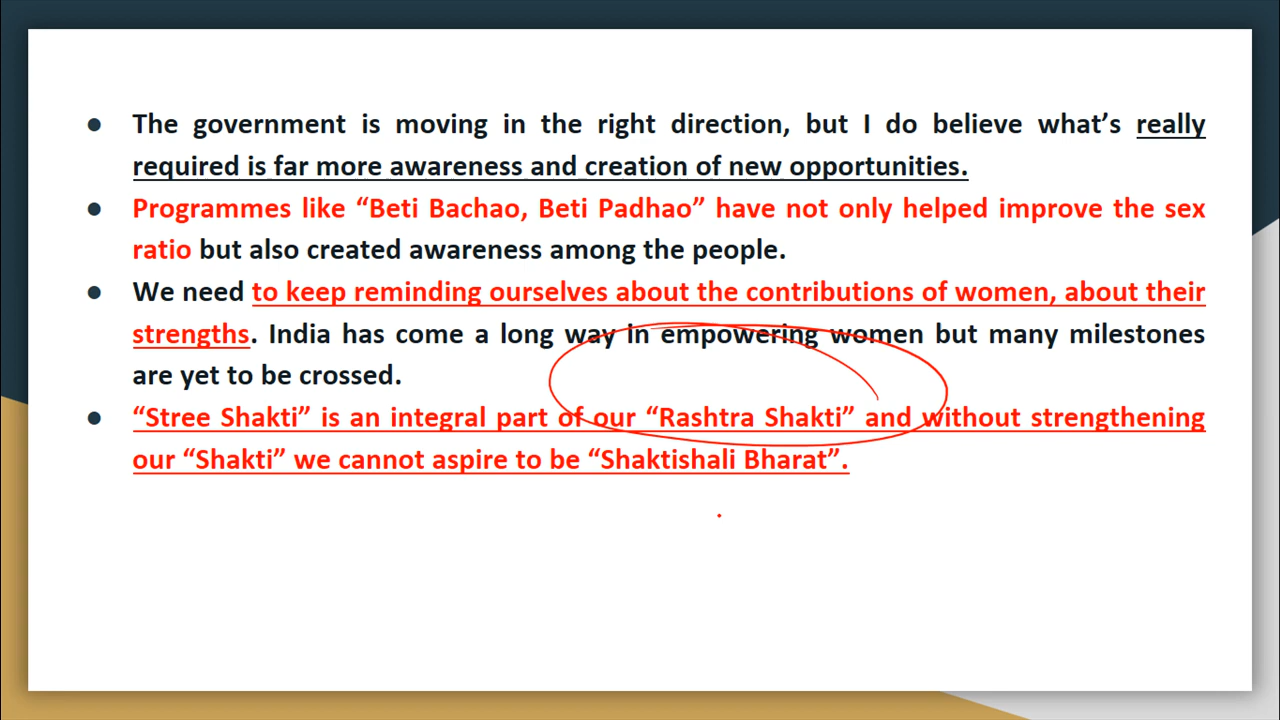 ● The government is moving in the right direction, but I do believe what’s really
required is far more awareness and creation of new opportunities.
● Programmes like “Beti Bachao, Beti Padhao” have not only helped improve the sex
ratio but also created awareness among the people.
● We need to keep reminding ourselves about the contributions of women, about their
strengths. India has come a long way in empowering women but many milestones
are yet to be crossed.
● “Stree Shakti” is an integral part of our “Rashtra Shakti” and without strengthening
our “Shakti” we cannot aspire to be “Shaktishali Bharat”.